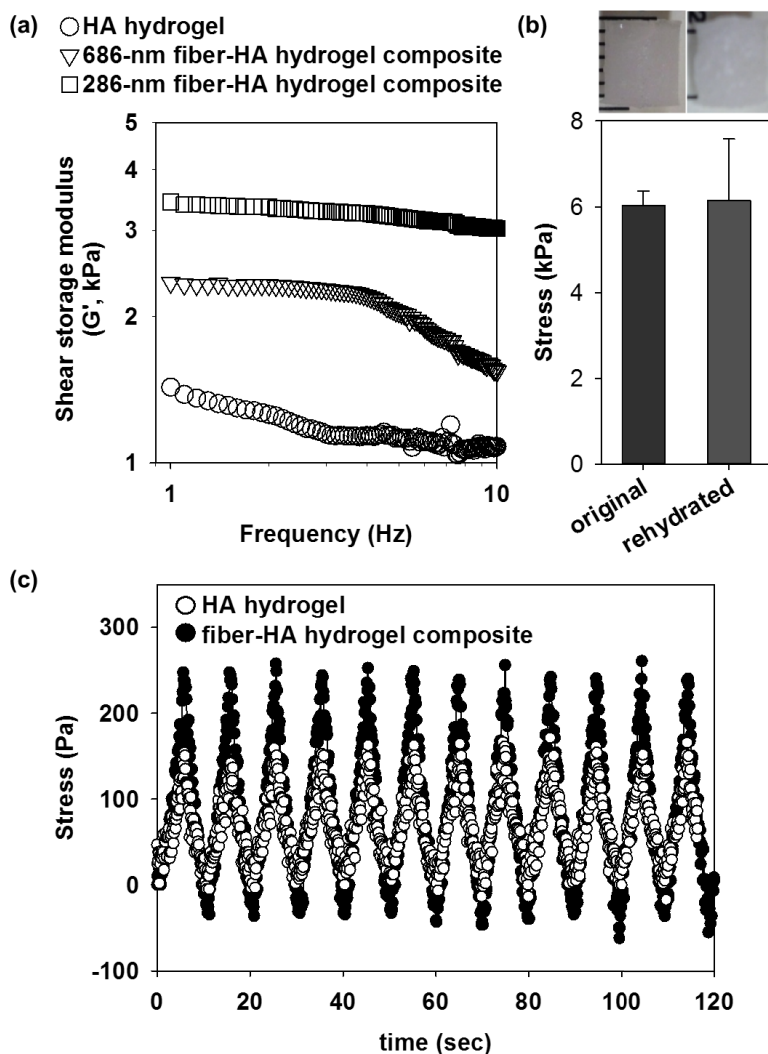 (a)
HA hydrogel
686-nm fiber-HA hydrogel composite
286-nm fiber-HA hydrogel composite
5
4
3
2
1
Shear storage modulus
(G', kPa)
1
10
Frequency (Hz)
(b)
2
8
6
4
2
0
Stress (kPa)
original
rehydrated
(c)
HA hydrogel
fiber-HA hydrogel composite
300
200
100
0
-100
Stress (Pa)
0
20
40
60
80
100
120
time (sec)